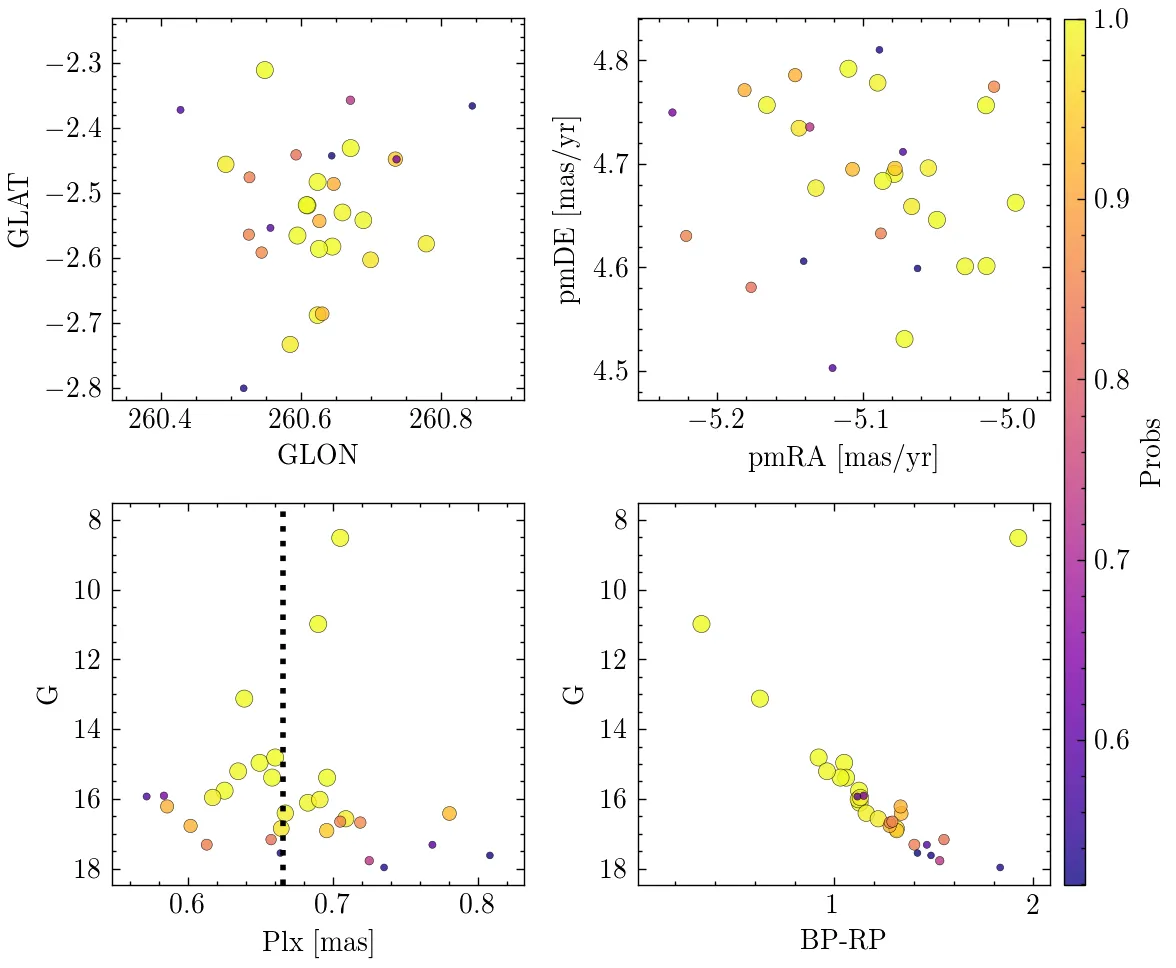 −2.3
−2.4
−2.5
−2.6
−2.7
−2.8
GLAT
260.4 260.6 260.8
GLON
4.8
4.7
4.6
4.5
pmDE [mas/yr]
−5.2 −5.1 −5.0
pmRA [mas/yr]
1.0
0.9
0.8
0.7
0.6
Probs
8
10
12
14
16
18
G
0.6 0.7 0.8
Plx [mas]
8
10
12
14
16
18
G
1 2
BP-RP